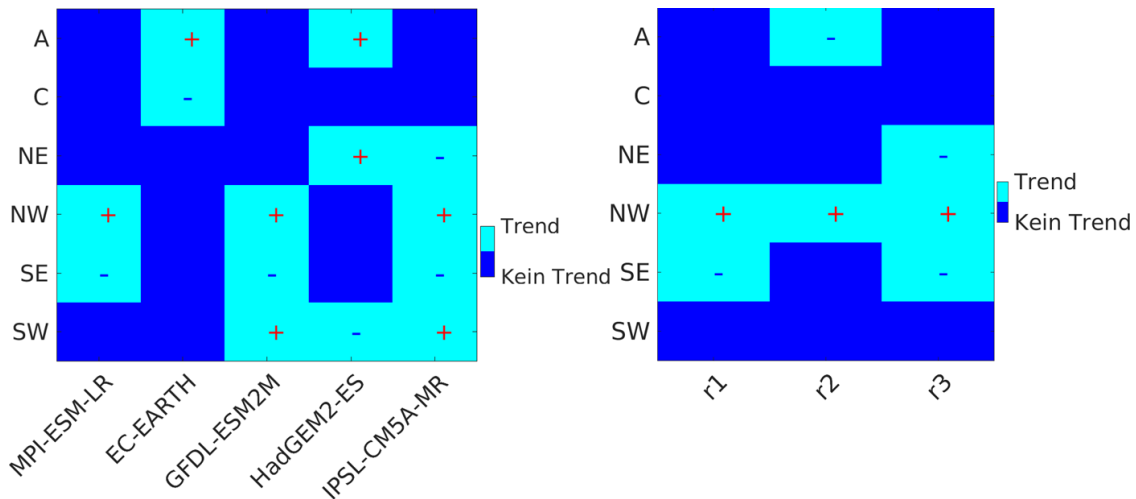 A
+
+
C
-
NE
+
-
NW
+
+
+
SE
-
-
-
SW
+
-
+
Trend
Kein Trend
MPI-ESM-LR
EC-EARTH
GFDL-ESM2M
HadGEM2-ES
IPSL-CM5A-MR
A
-
C
NE
-
NW
+
+
+
SE
-
-
SW
Trend
Kein Trend
r1
r2
r3